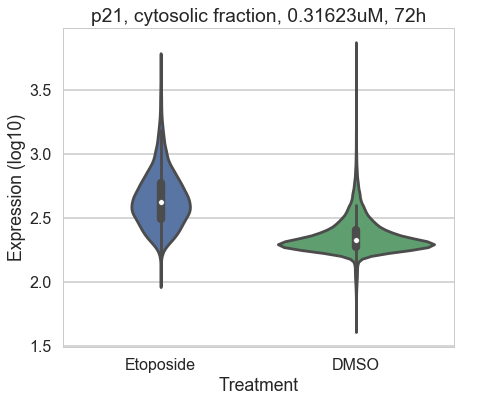 p21, cytosolic fraction, 0.31623uM, 72h
Expression (log10)
3.5
3.0
2.5
2.0
1.5
Etoposide DMSO
Treatment